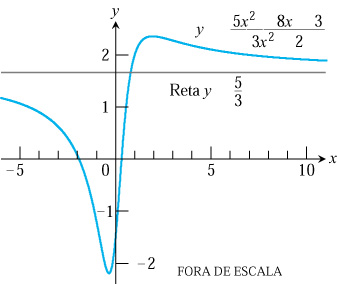 y
y 5x² 8x 3
3x² 2
2
Reta y 5
3
1
−5 0 5 10 x
−1
−2
FORA DE ESCALA